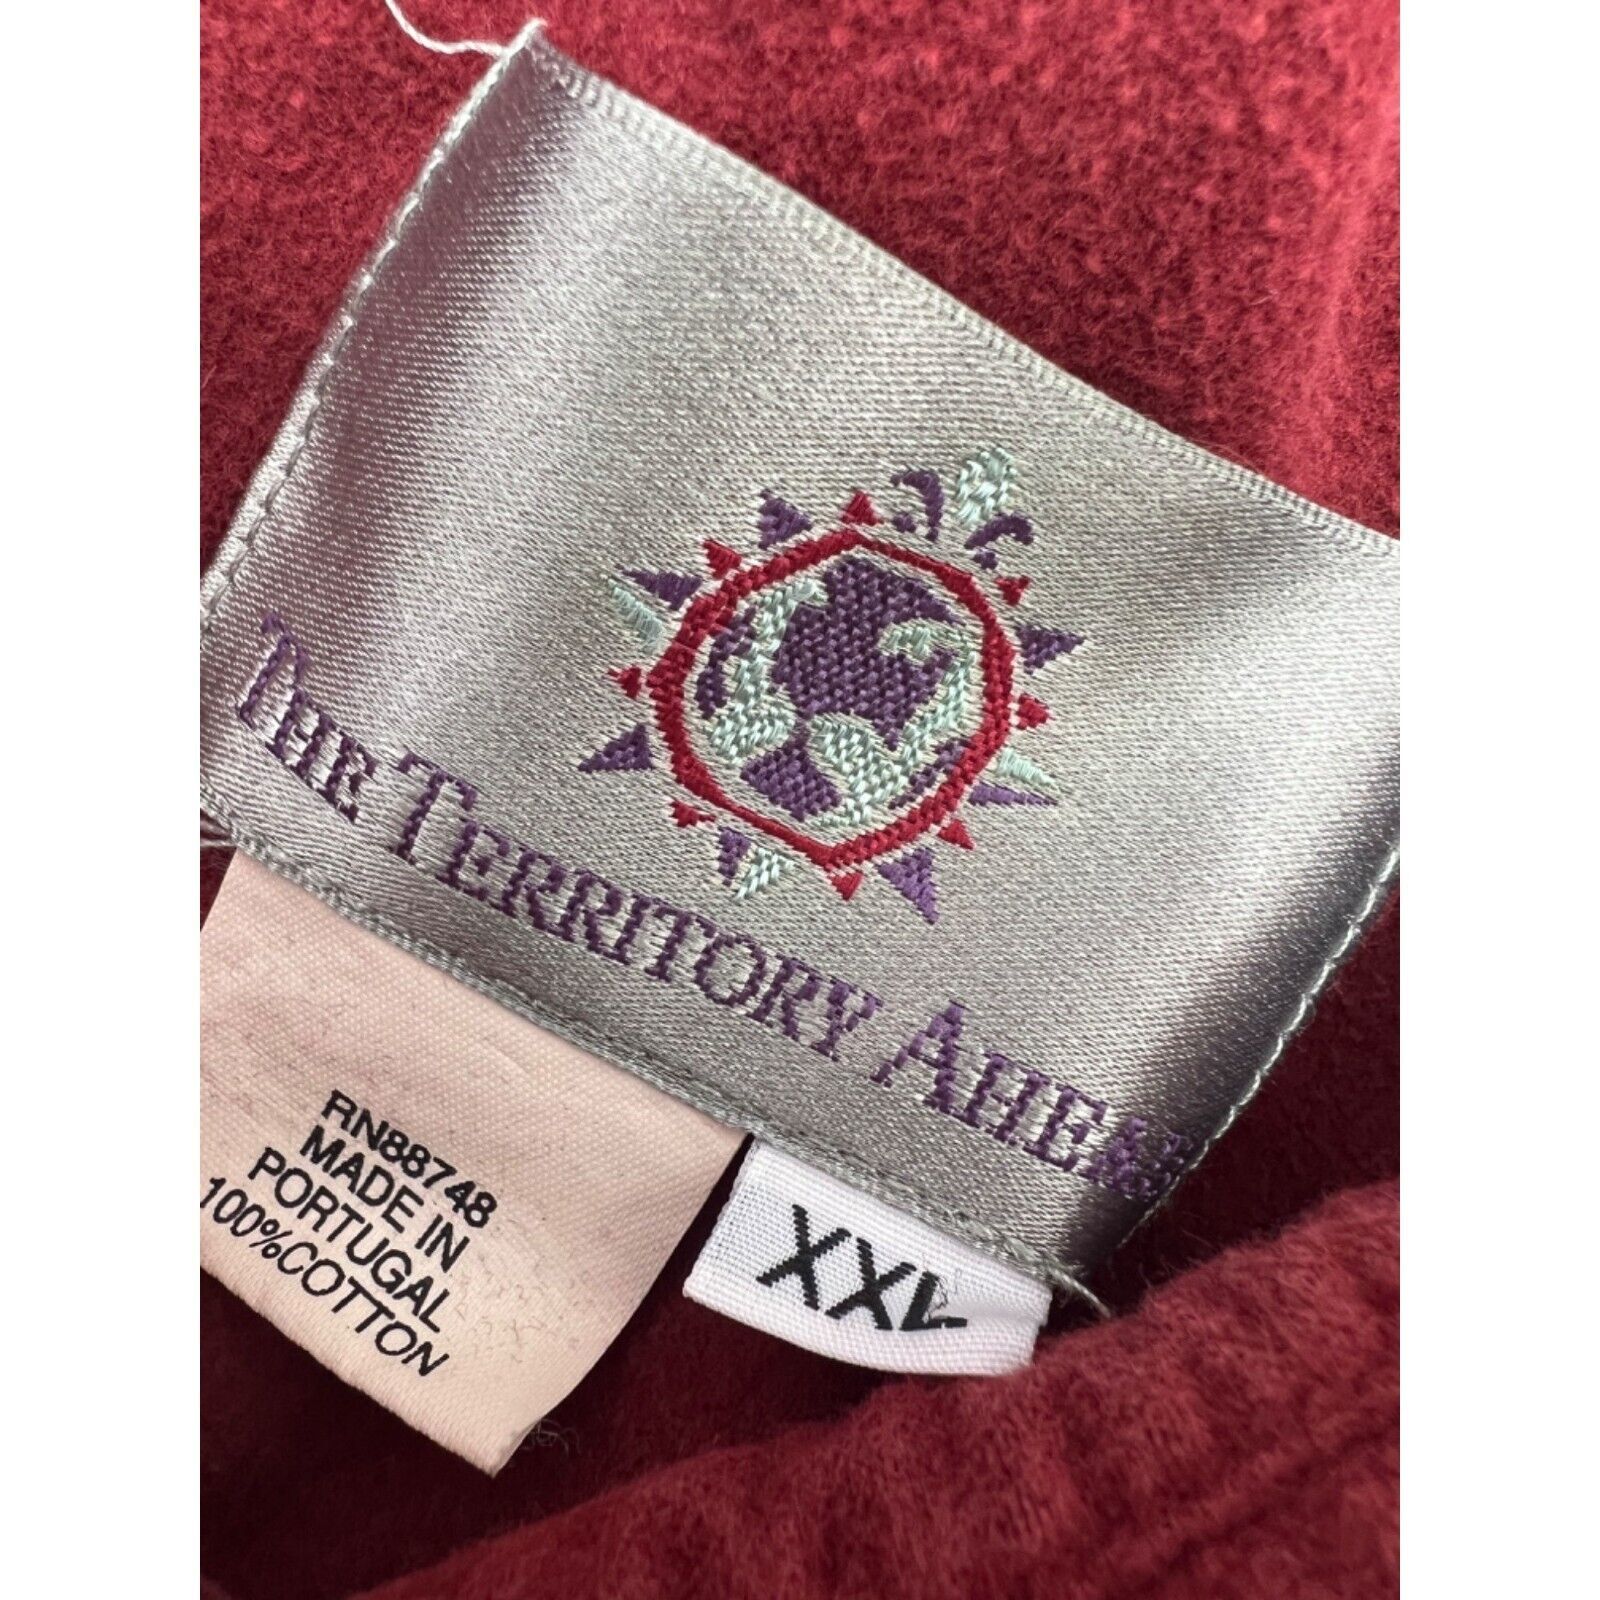 THE TERRITORY AHEAD
RN88748
MADE IN
PORTUGAL
100%COTTON
XXL